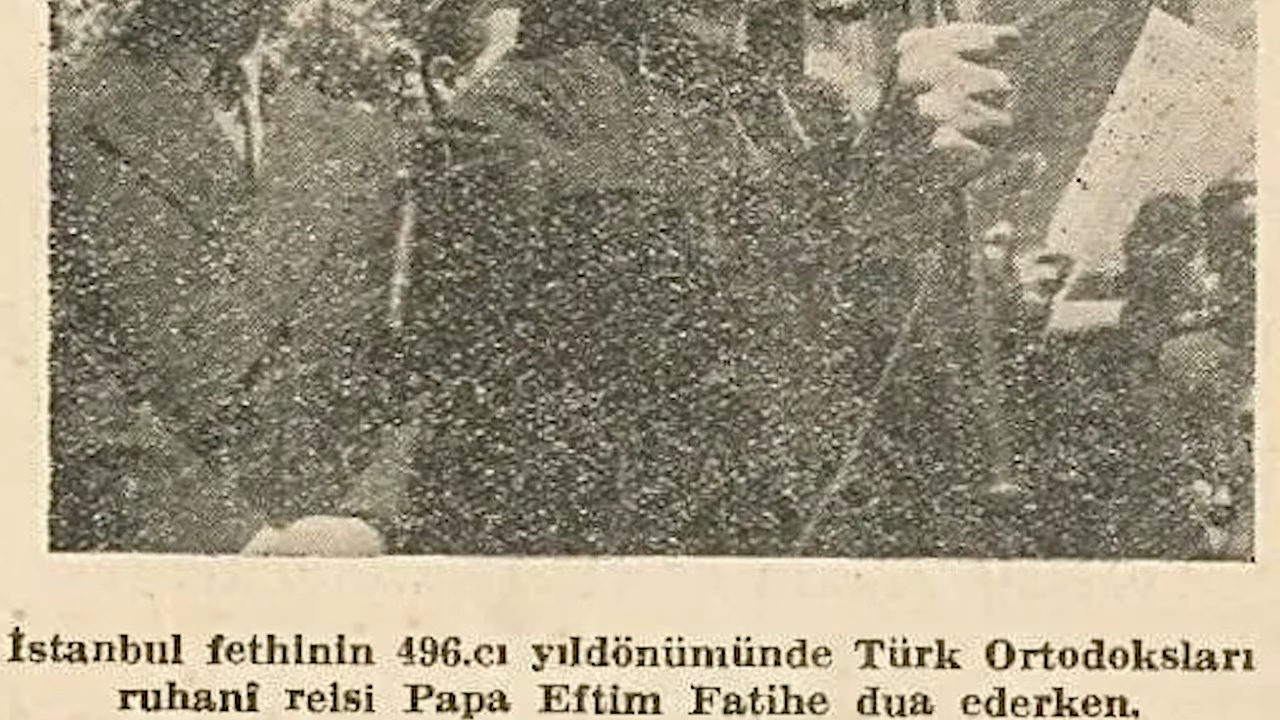 İstanbul fethinin 496.cı yıldönümünde Türk Ortodoksları
ruhanî reisi Papa Eftim Fatihe dua ederken.